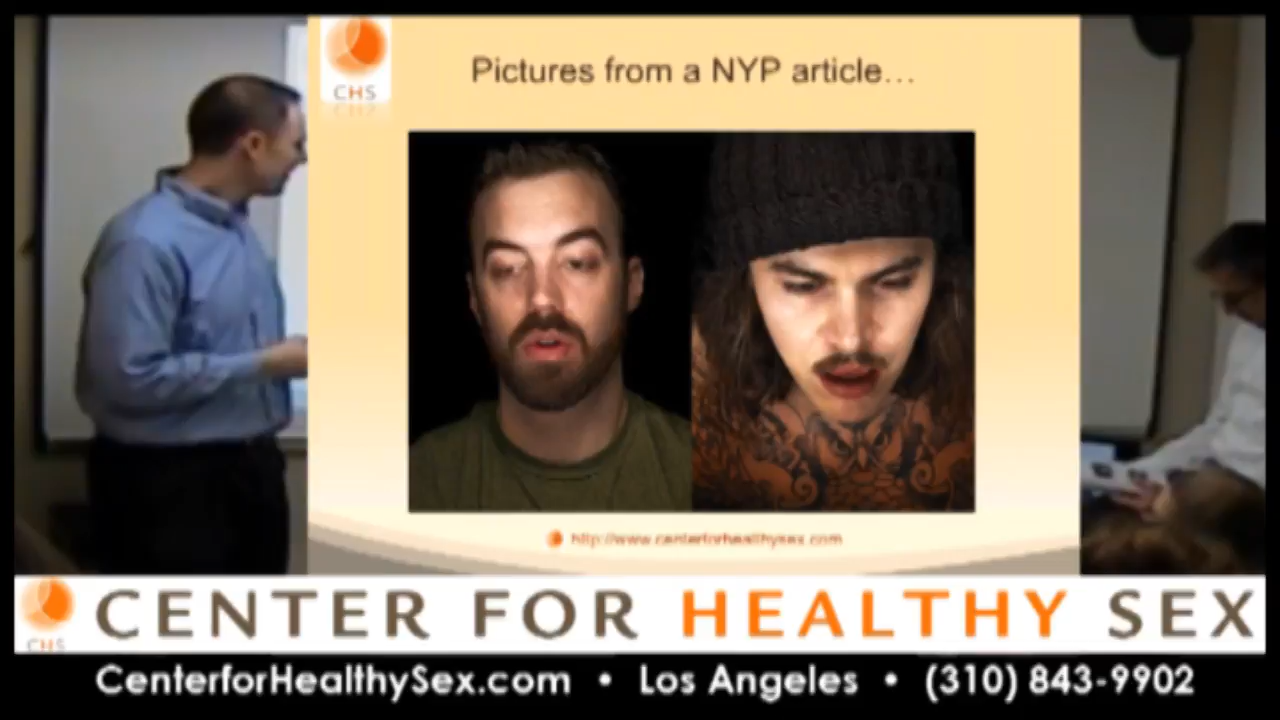 CHS
Pictures from a NYP article…
http://www.centerforhealthysex.com
CHS
CENTER FOR HEALTHY SEX
CenterforHealthySex.com • Los Angeles • (310) 843-9902